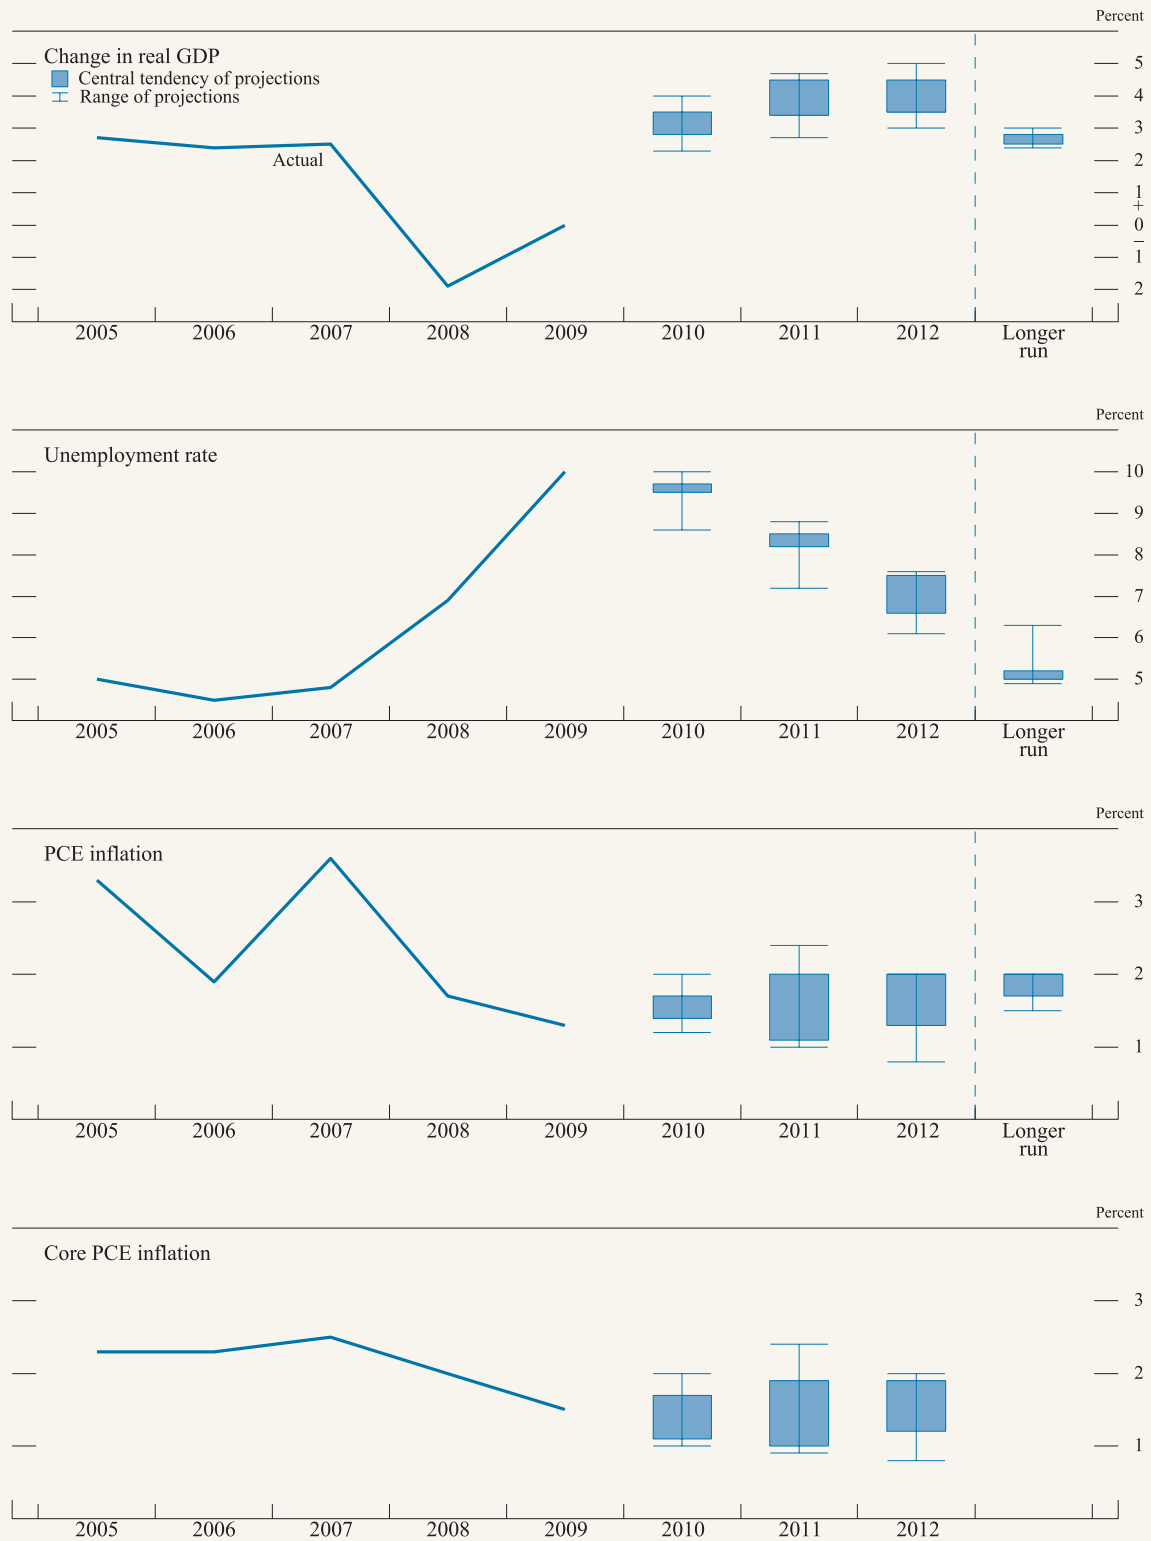 Percent
Change in real GDP
Central tendency of projections
Range of projections
Actual
5
4
3
2
1
+
0
–
1
2
2005 2006 2007 2008 2009 2010 2011 2012 Longer
run
Percent
Unemployment rate
10
9
8
7
6
5
2005 2006 2007 2008 2009 2010 2011 2012 Longer
run
Percent
PCE inflation
3
2
1
2005 2006 2007 2008 2009 2010 2011 2012 Longer
run
Percent
Core PCE inflation
3
2
1
2005 2006 2007 2008 2009 2010 2011 2012